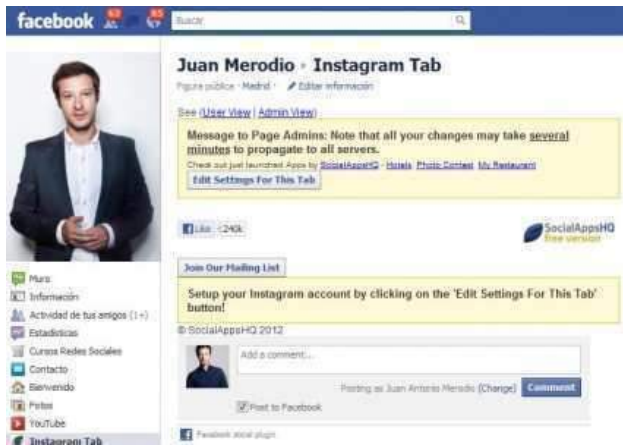 facebook 63 85
Buscar
Juan Merodio › Instagram Tab
Figura pública · Madrid · Editar información
See (User View | Admin View)
Message to Page Admins: Note that all your changes may take several
minutes to propagate to all servers.
Check out just launched Apps by SocialAppsHQ - Hotels Photo Contest My Restaurant
Edit Settings For This Tab
Like 240k
SocialAppsHQ
free version
Join Our Mailing List
Setup your Instagram account by clicking on the 'Edit Settings For This Tab'
button!
© SocialAppsHQ 2012
Add a comment...
Posting as Juan Antonio Merodio (Change) Comment
Post to Facebook
Facebook social plugin
Muro
Información
Actividad de tus amigos (1+)
Estadísticas
Cursos Redes Sociales
Contacto
Bienvenido
Fotos
YouTube
Instagram Tab